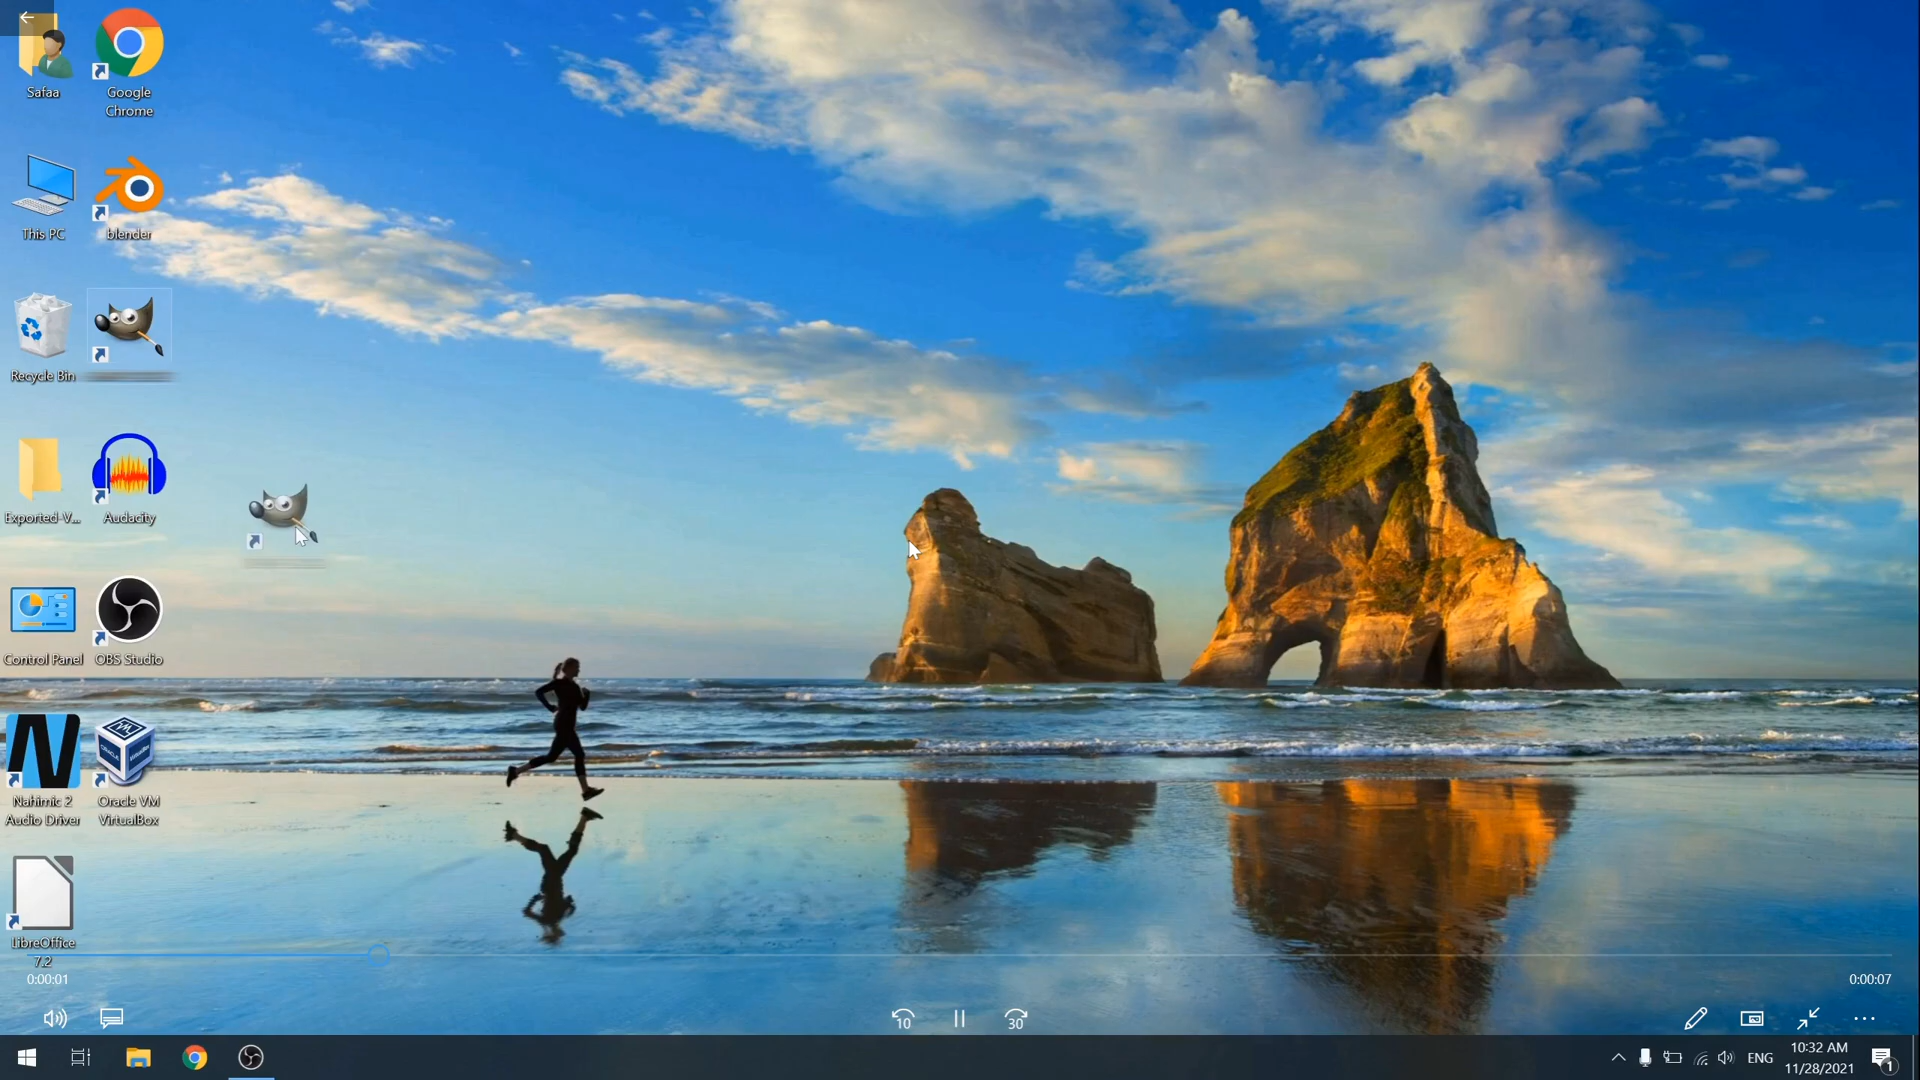 Safaa
Google
Chrome
This PC
blender
Recycle Bin
Exported-V...
Audacity
Control Panel
OBS Studio
Nahimic 2
Audio Driver
Oracle VM
VirtualBox
LibreOffice
7.2
0:00:01
0:00:07
10
30
ENG
10:32 AM
11/28/2021
1